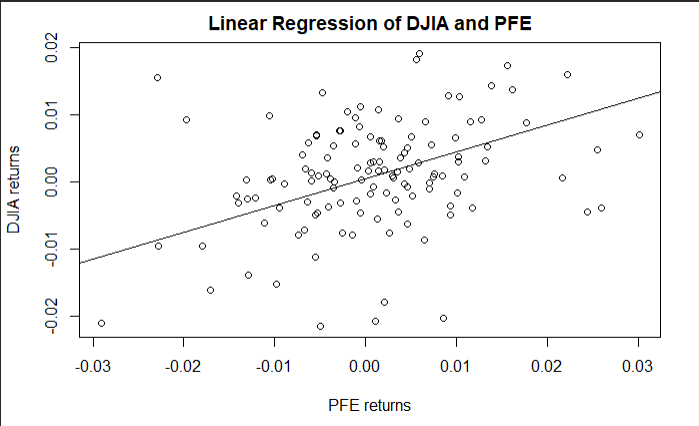 Linear Regression of DJIA and PFE
DJIA returns
0.02
0.01
0.00
-0.01
-0.02
-0.03 -0.02 -0.01 0.00 0.01 0.02 0.03
PFE returns